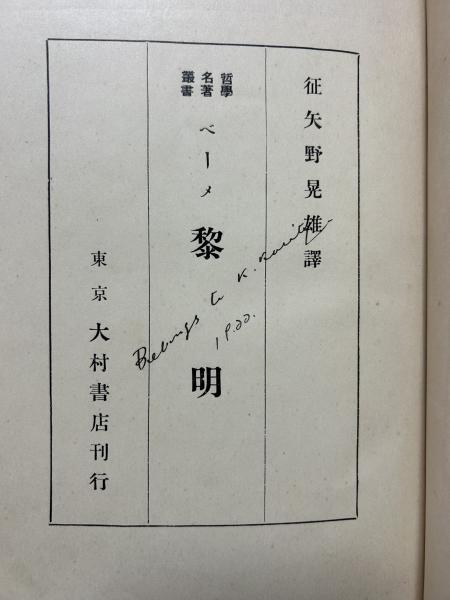 征矢野晃雄譯
哲學
名著
叢書
ベーメ
黎明
東京 大村書店刊行
Belongs to K.
1922.